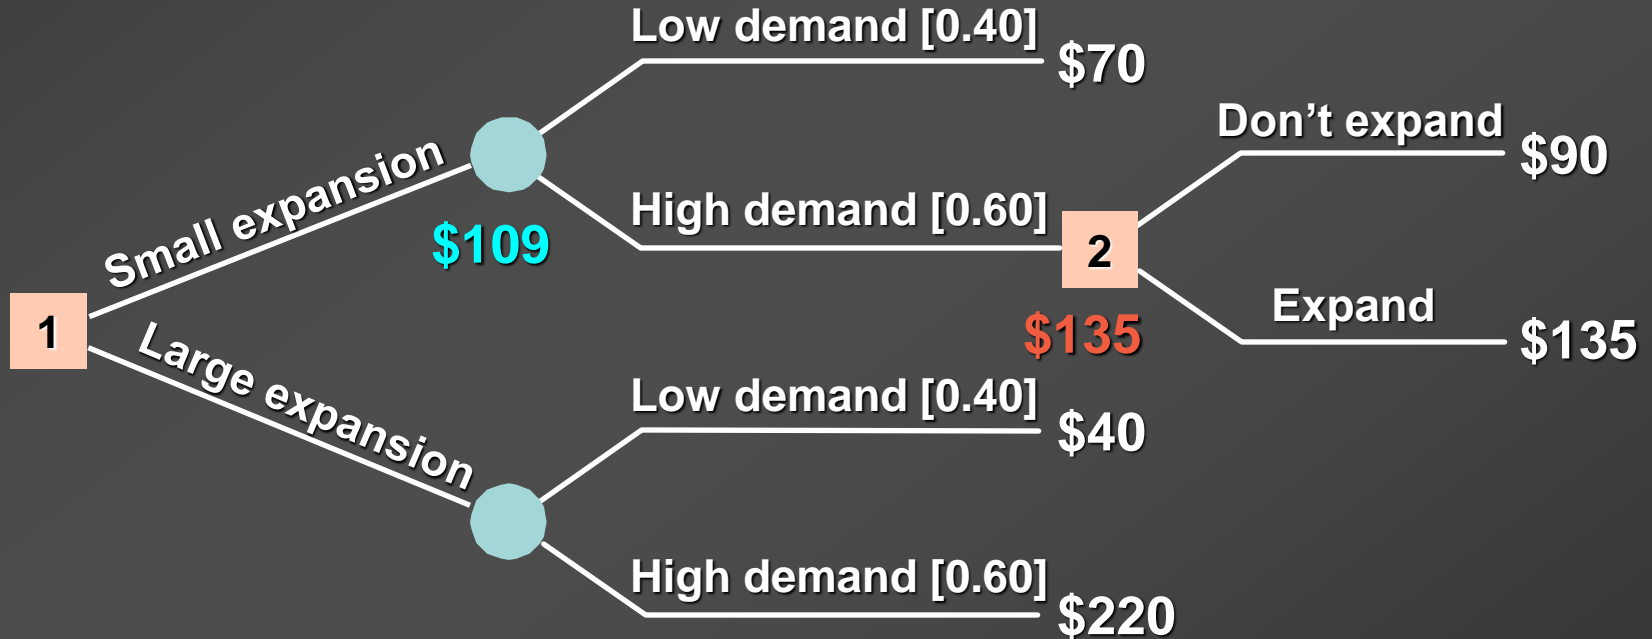 Low demand [0.40]
$70
Don’t expand
$90
Small expansion
High demand [0.60]
$109
2
Expand
$135
$135
1
Large expansion
Low demand [0.40]
$40
High demand [0.60]
$220